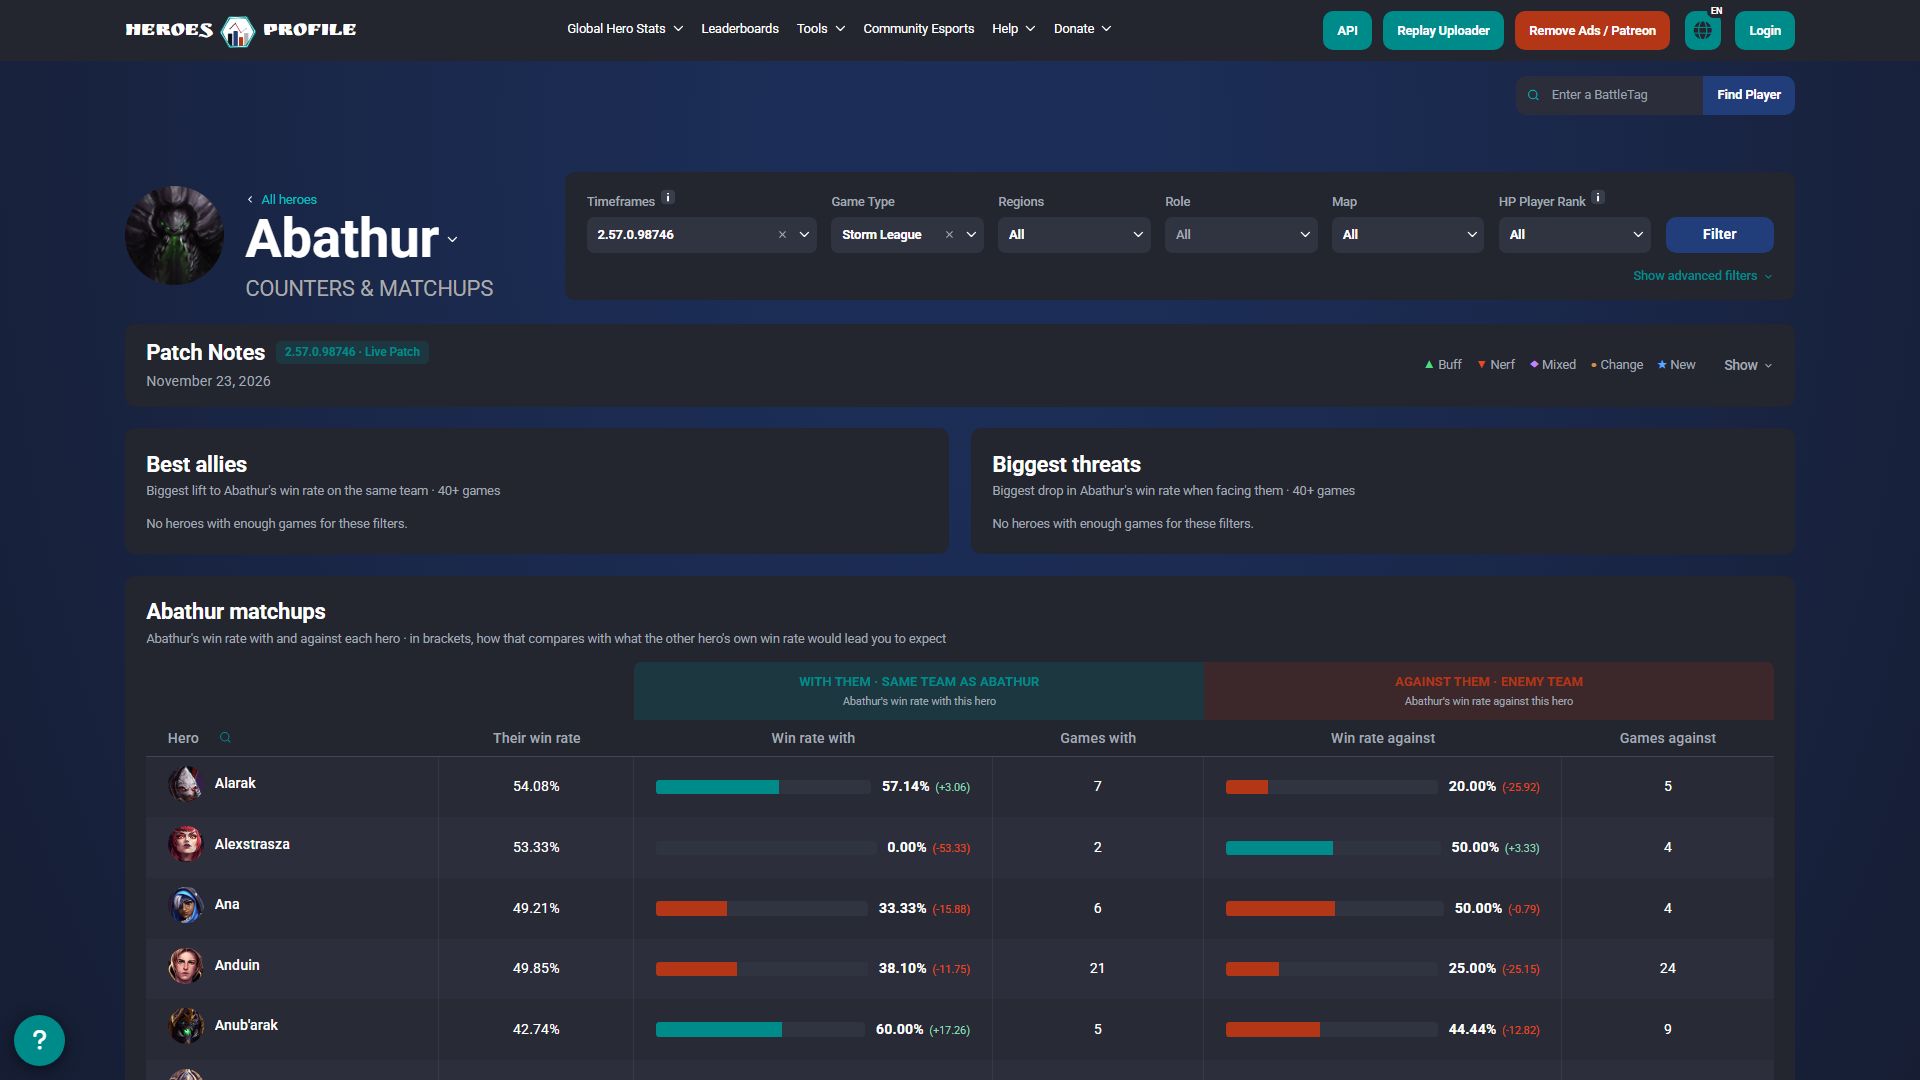 HEROES PROFILE
Global Hero Stats
Leaderboards
Tools
Community Esports
Help
Donate
API
Replay Uploader
Remove Ads / Patreon
EN
Login
Enter a BattleTag
Find Player
All heroes
Abathur
COUNTERS & MATCHUPS
Timeframes i
Game Type
Regions
Role
Map
HP Player Rank i
2.57.0.98746 ×
Storm League ×
All
All
All
All
Filter
Show advanced filters
Patch Notes 2.57.0.98746 · Live Patch
November 23, 2026
▲ Buff ▼ Nerf ◆ Mixed ● Change ★ New Show
Best allies
Biggest lift to Abathur's win rate on the same team · 40+ games
No heroes with enough games for these filters.
Biggest threats
Biggest drop in Abathur's win rate when facing them · 40+ games
No heroes with enough games for these filters.
Abathur matchups
Abathur's win rate with and against each hero · in brackets, how that compares with what the other hero's own win rate would lead you to expect
WITH THEM · SAME TEAM AS ABATHUR
Abathur's win rate with this hero
AGAINST THEM · ENEMY TEAM
Abathur's win rate against this hero
Hero Their win rate Win rate with Games with Win rate against Games against
Alarak 54.08% 57.14% (+3.06) 7 20.00% (-25.92) 5
Alexstrasza 53.33% 0.00% (-53.33) 2 50.00% (+3.33) 4
Ana 49.21% 33.33% (-15.88) 6 50.00% (-0.79) 4
Anduin 49.85% 38.10% (-11.75) 21 25.00% (-25.15) 24
Anub'arak 42.74% 60.00% (+17.26) 5 44.44% (-12.82) 9
?